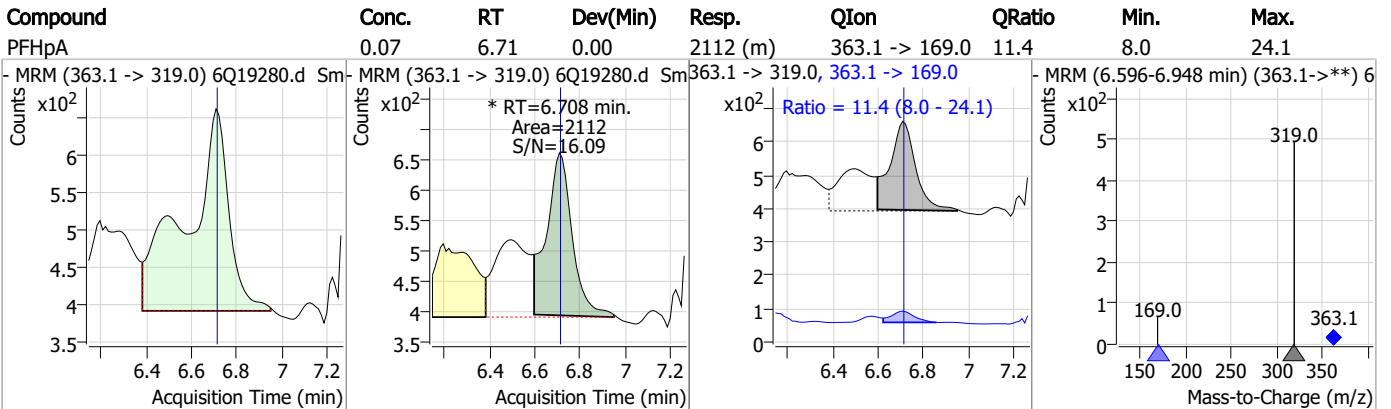 Compound Conc. RT Dev(Min) Resp. QIon QRatio Min. Max.
PFHpA 0.07 6.71 0.00 2112 (m) 363.1 -> 169.0 11.4 8.0 24.1
- MRM (363.1 -> 319.0) 6Q19280.d Sm
Counts
x10²
6
5.5
5
4.5
4
3.5
6.4 6.6 6.8 7 7.2
Acquisition Time (min)
- MRM (363.1 -> 319.0) 6Q19280.d Sm
Counts
x10²
* RT=6.708 min.
Area=2112
S/N=16.09
6.5
6
5.5
5
4.5
4
3.5
6.4 6.6 6.8 7 7.2
Acquisition Time (min)
363.1 -> 319.0, 363.1 -> 169.0
Counts
x10²
Ratio = 11.4 (8.0 - 24.1)
6
5
4
3
2
1
0
6.4 6.6 6.8 7 7.2
Acquisition Time (min)
- MRM (6.596-6.948 min) (363.1->**) 6
Counts
x10²
319.0
5
4
3
2
1
169.0
363.1
0
150 200 250 300 350
Mass-to-Charge (m/z)